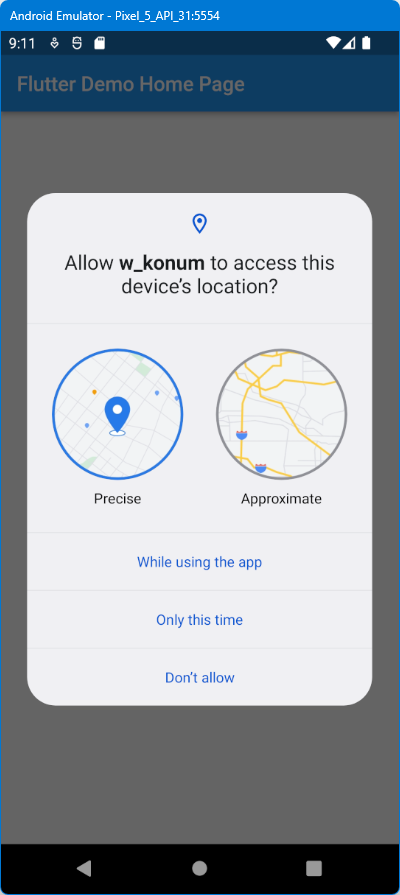 Android Emulator - Pixel_5_API_31:5554
9:11
Flutter Demo Home Page
Allow w_konum to access this
device’s location?
Precise
Approximate
While using the app
Only this time
Don’t allow